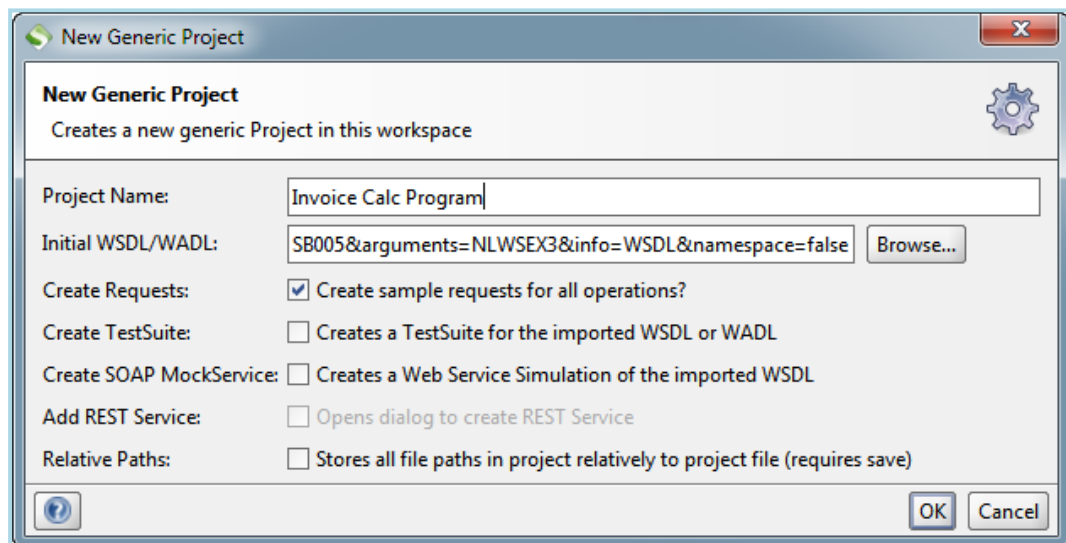 New Generic Project
New Generic Project
Creates a new generic Project in this workspace
Project Name: Invoice Calc Program
Initial WSDL/WADL: SB005&arguments=NLWSEX3&info=WSDL&namespace=false Browse...
Create Requests: Create sample requests for all operations?
Create TestSuite: Creates a TestSuite for the imported WSDL or WADL
Create SOAP MockService: Creates a Web Service Simulation of the imported WSDL
Add REST Service: Opens dialog to create REST Service
Relative Paths: Stores all file paths in project relatively to project file (requires save)
OK Cancel